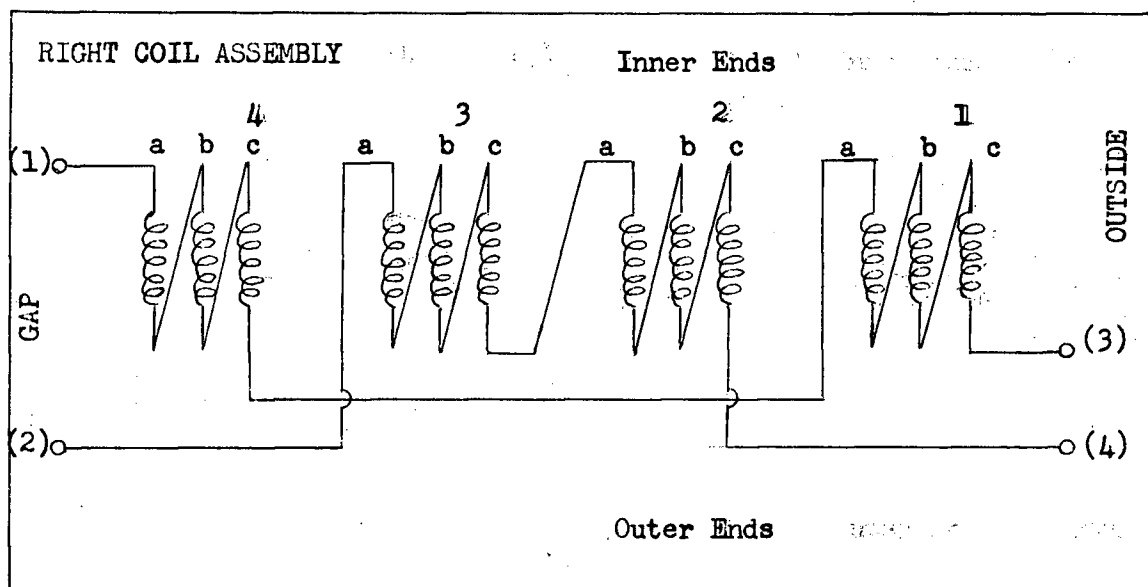 RIGHT COIL ASSEMBLY
Inner Ends
4 3 2 1
a b c a b c a b c a b c
(1)
OUTSIDE
GAP
(3)
(2)
(4)
Outer Ends